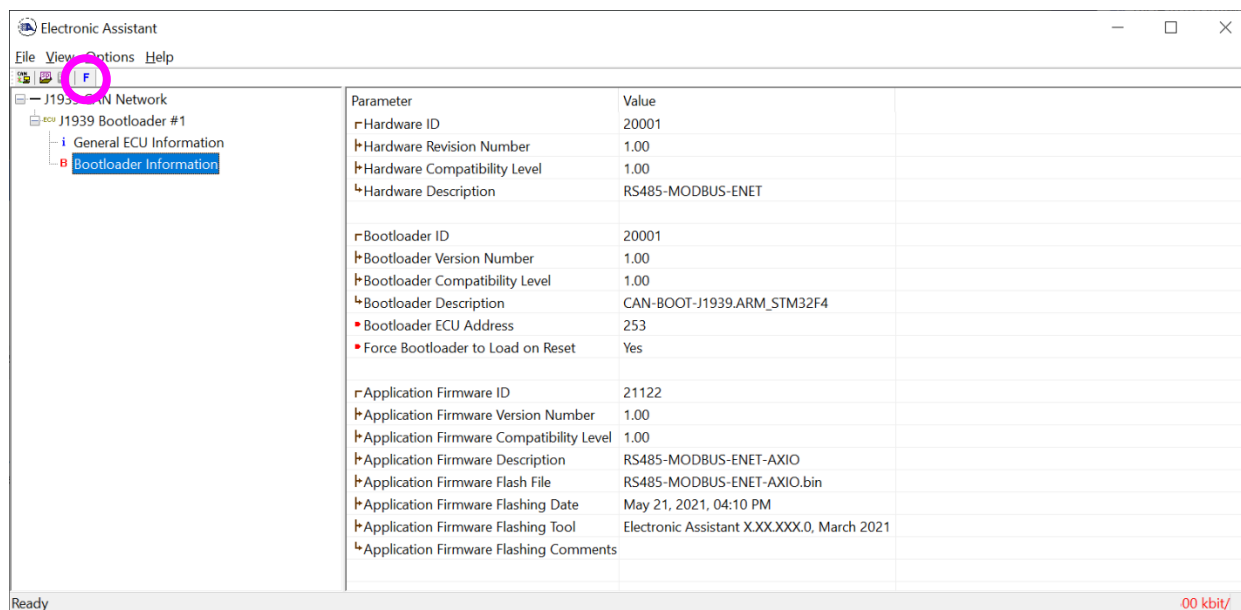 Electronic Assistant
File View Options Help
F
J1939 CAN Network
ECU J1939 Bootloader #1
i General ECU Information
B Bootloader Information
Parameter Value
Hardware ID 20001
Hardware Revision Number 1.00
Hardware Compatibility Level 1.00
Hardware Description RS485-MODBUS-ENET
Bootloader ID 20001
Bootloader Version Number 1.00
Bootloader Compatibility Level 1.00
Bootloader Description CAN-BOOT-J1939.ARM_STM32F4
Bootloader ECU Address 253
Force Bootloader to Load on Reset Yes
Application Firmware ID 21122
Application Firmware Version Number 1.00
Application Firmware Compatibility Level 1.00
Application Firmware Description RS485-MODBUS-ENET-AXIO
Application Firmware Flash File RS485-MODBUS-ENET-AXIO.bin
Application Firmware Flashing Date May 21, 2021, 04:10 PM
Application Firmware Flashing Tool Electronic Assistant X.XX.XXX.0, March 2021
Application Firmware Flashing Comments
Ready 00 kbit/